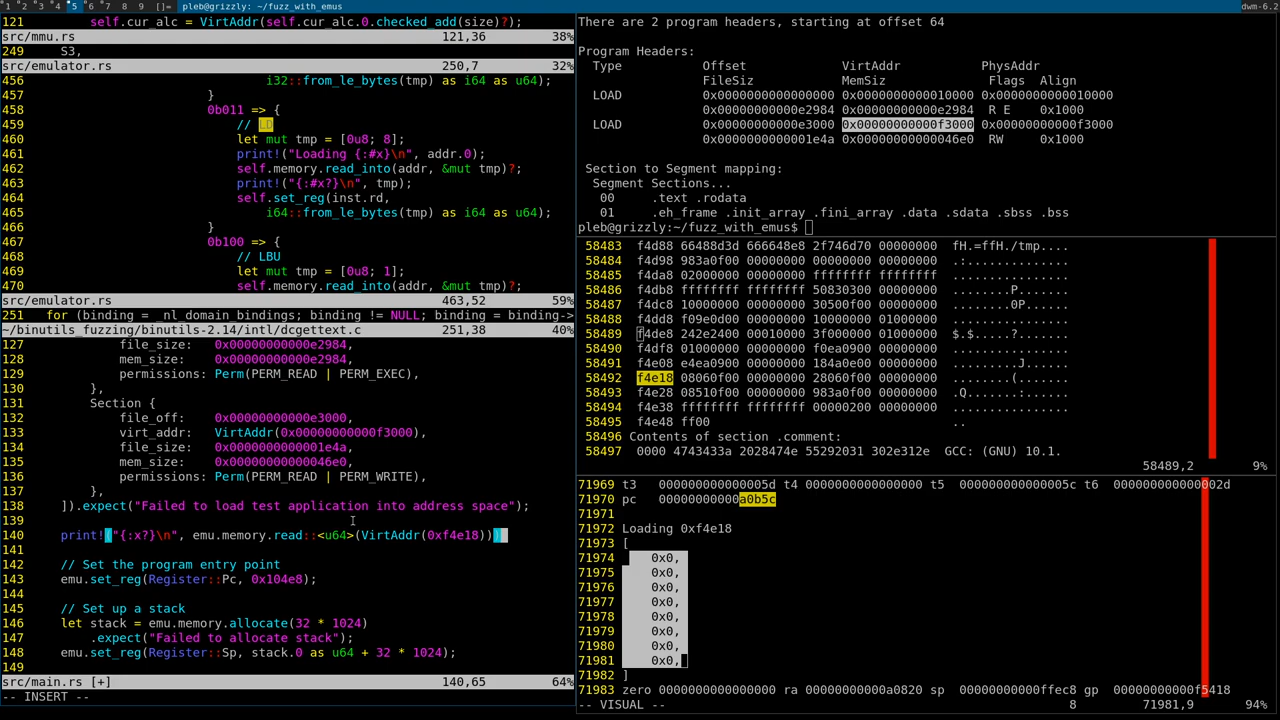 1 2 3 4 5 6 7 8 9 []= pleb@grizzly: ~/fuzz_with_emus dwm-6.2
121 self.cur_alc = VirtAddr(self.cur_alc.0.checked_add(size)?);
src/mmu.rs 121,36 38%
249 S3,
src/emulator.rs 250,7 32%
456 i32::from_le_bytes(tmp) as i64 as u64);
457 }
458 0b011 => {
459 // LD
460 let mut tmp = [0u8; 8];
461 print!("Loading {:#x}\n", addr.0);
462 self.memory.read_into(addr, &mut tmp)?;
463 print!("{:#x?}\n", tmp);
464 self.set_reg(inst.rd,
465 i64::from_le_bytes(tmp) as i64 as u64);
466 }
467 0b100 => {
468 // LBU
469 let mut tmp = [0u8; 1];
470 self.memory.read_into(addr, &mut tmp)?;
src/emulator.rs 463,52 59%
251 for (binding = _nl_domain_bindings; binding != NULL; binding = binding->
~/binutils_fuzzing/binutils-2.14/intl/dcgettext.c 251,38 40%
127 file_size: 0x00000000000e2984,
128 mem_size: 0x00000000000e2984,
129 permissions: Perm(PERM_READ | PERM_EXEC),
130 },
131 Section {
132 file_off: 0x00000000000e3000,
133 virt_addr: VirtAddr(0x00000000000f3000),
134 file_size: 0x0000000000001e4a,
135 mem_size: 0x00000000000046e0,
136 permissions: Perm(PERM_READ | PERM_WRITE),
137 },
138 ]).expect("Failed to load test application into address space");
139
140 print!("{:x?}\n", emu.memory.read::<u64>(VirtAddr(0xf4e18)))
141
142 // Set the program entry point
143 emu.set_reg(Register::Pc, 0x104e8);
144
145 // Set up a stack
146 let stack = emu.memory.allocate(32 * 1024)
147 .expect("Failed to allocate stack");
148 emu.set_reg(Register::Sp, stack.0 as u64 + 32 * 1024);
149
src/main.rs [+] 140,65 64%
-- INSERT --
There are 2 program headers, starting at offset 64
Program Headers:
Type Offset VirtAddr PhysAddr
FileSiz MemSiz Flags Align
LOAD 0x0000000000000000 0x0000000000010000 0x0000000000010000
0x00000000000e2984 0x00000000000e2984 R E 0x1000
LOAD 0x00000000000e3000 0x00000000000f3000 0x00000000000f3000
0x0000000000001e4a 0x00000000000046e0 RW 0x1000
Section to Segment mapping:
Segment Sections...
00 .text .rodata
01 .eh_frame .init_array .fini_array .data .sdata .sbss .bss
pleb@grizzly:~/fuzz_with_emus$
58483 f4d88 66488d3d 666648e8 2f746d70 00000000 fH.=ffH./tmp....
58484 f4d98 983a0f00 00000000 00000000 00000000 .:..............
58485 f4da8 02000000 00000000 ffffffff ffffffff ................
58486 f4db8 ffffffff ffffffff 50830300 00000000 ........P.......
58487 f4dc8 10000000 00000000 30500f00 00000000 ........0P......
58488 f4dd8 f09e0d00 00000000 10000000 01000000 ................
58489 f4de8 242e2400 00010000 3f000000 01000000 $.$.....?.......
58490 f4df8 01000000 00000000 f0ea0900 00000000 ................
58491 f4e08 e4ea0900 00000000 184a0e00 00000000 .........J......
58492 f4e18 08060f00 00000000 28060f00 00000000 ........(.......
58493 f4e28 08510f00 00000000 983a0f00 00000000 .Q.......:......
58494 f4e38 ffffffff ffffffff 00000200 00000000 ................
58495 f4e48 ff00 ..
58496 Contents of section .comment:
58497 0000 4743433a 2028474e 55292031 302e312e GCC: (GNU) 10.1.
58489,2 9%
71969 t3 000000000000005d t4 0000000000000000 t5 000000000000005c t6 000000000000002d
71970 pc 00000000000a0b5c
71971
71972 Loading 0xf4e18
71973 [
71974 0x0,
71975 0x0,
71976 0x0,
71977 0x0,
71978 0x0,
71979 0x0,
71980 0x0,
71981 0x0,
71982 ]
71983 zero 0000000000000000 ra 00000000000a0820 sp 00000000000ffec8 gp 00000000000f5418
-- VISUAL -- 8 71981,9 94%